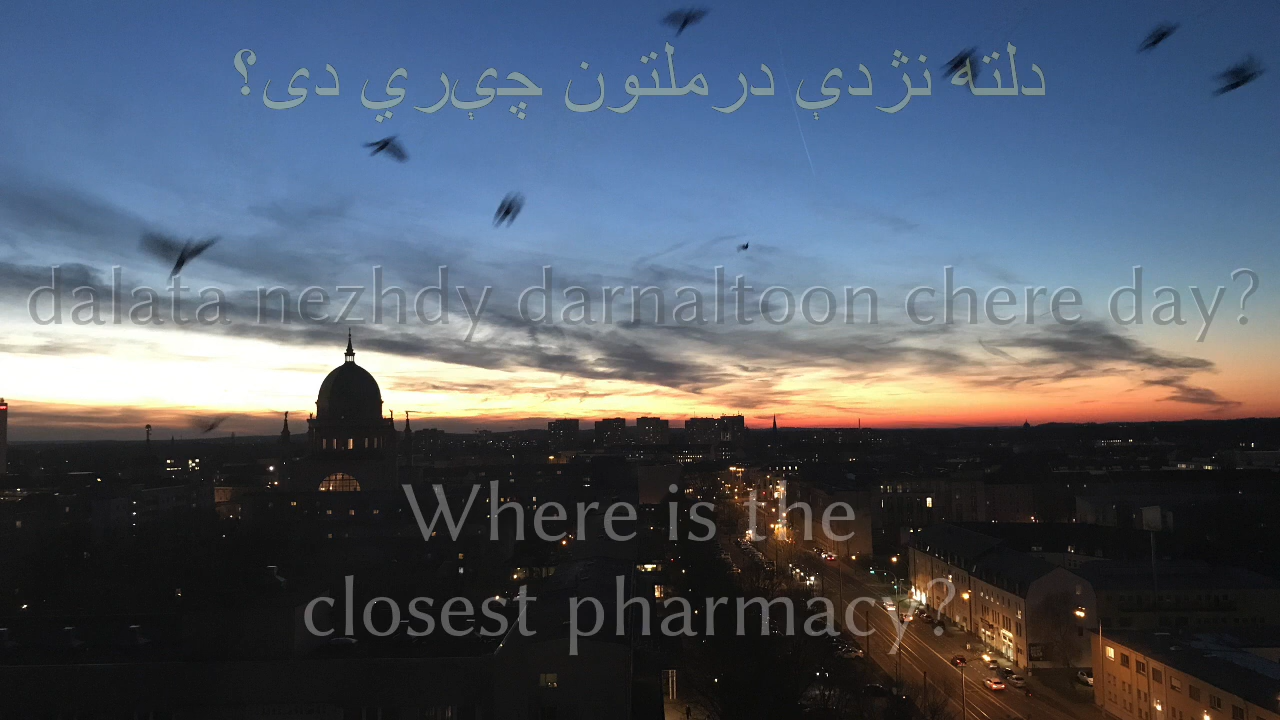 دلته نژدې درملتون چېرې دی؟
dalata nezhdy darnaltoon chere day?
Where is the
closest pharmacy?